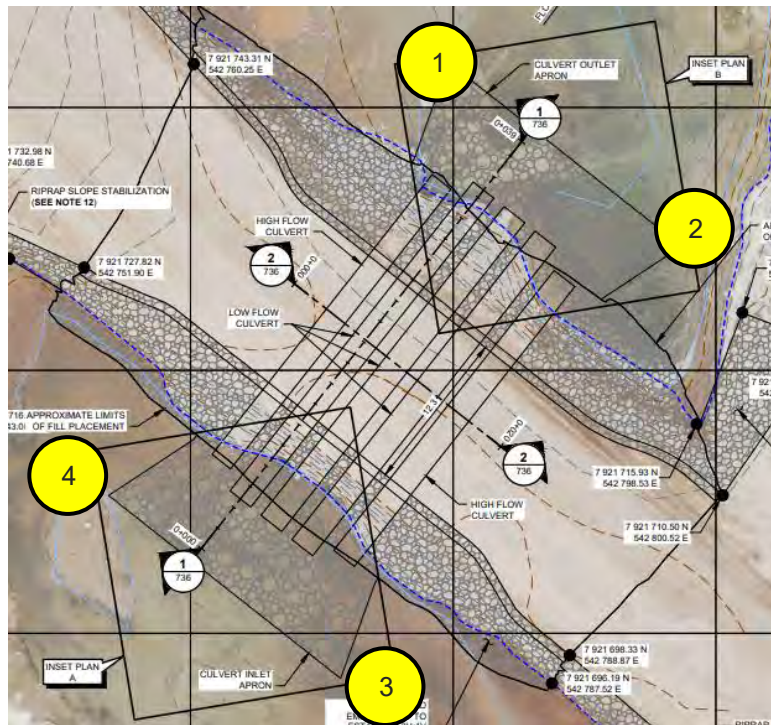 FLO
7 921 743.31 N
542 760.25 E
1
CULVERT OUTLET
APRON
INSET PLAN
B
1
736
0+039
1 732.98 N
740.68 E
RIPRAP SLOPE STABILIZATION
(SEE NOTE 12)
HIGH FLOW
CULVERT
2
7 921 727.82 N
542 751.90 E
2
736
0+000
LOW FLOW
CULVERT
12.3
716 APPROXIMATE LIMITS
43.0( OF FILL PLACEMENT
0+020
2
736
4
7 921 715.93 N
542 798.53 E
HIGH FLOW
CULVERT
7 921 710.50 N
542 800.52 E
0+000
1
736
INSET PLAN
A
CULVERT INLET
APRON
3
7 921 698.33 N
542 788.87 E
7 921 696.19 N
542 787.52 E